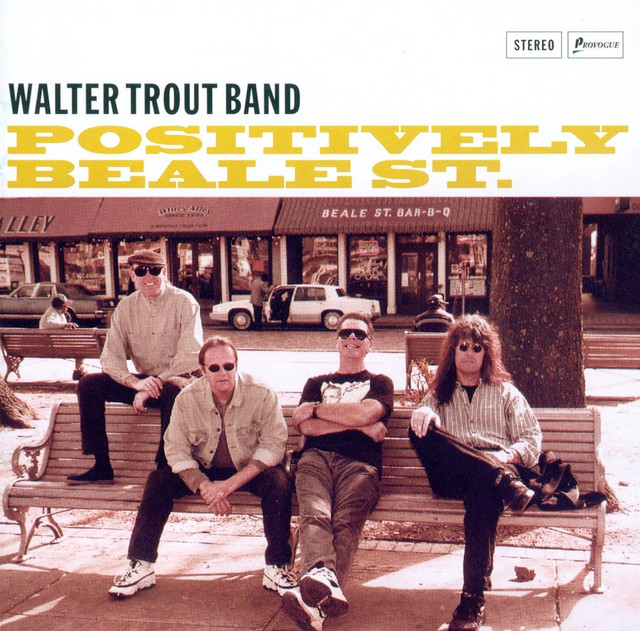 STEREO
PROVOGUE
WALTER TROUT BAND
POSITIVELY
BEALE ST.
ALLEY
BEALE ST. BAR-B-Q